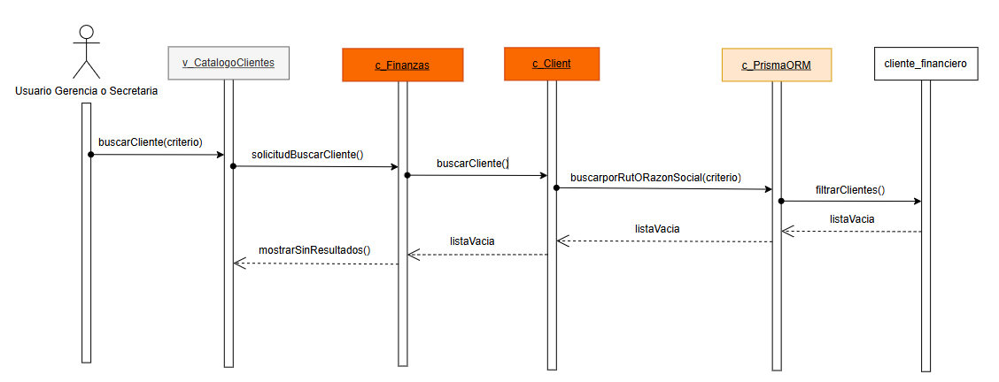 Usuario Gerencia o Secretaria
v_CatalogoClientes
c_Finanzas
c_Client
c_PrismaORM
cliente_financiero
buscarCliente(criterio)
solicitudBuscarCliente()
buscarCliente()
buscarporRutORazonSocial(criterio)
filtrarClientes()
listaVacia
listaVacia
listaVacia
mostrarSinResultados()